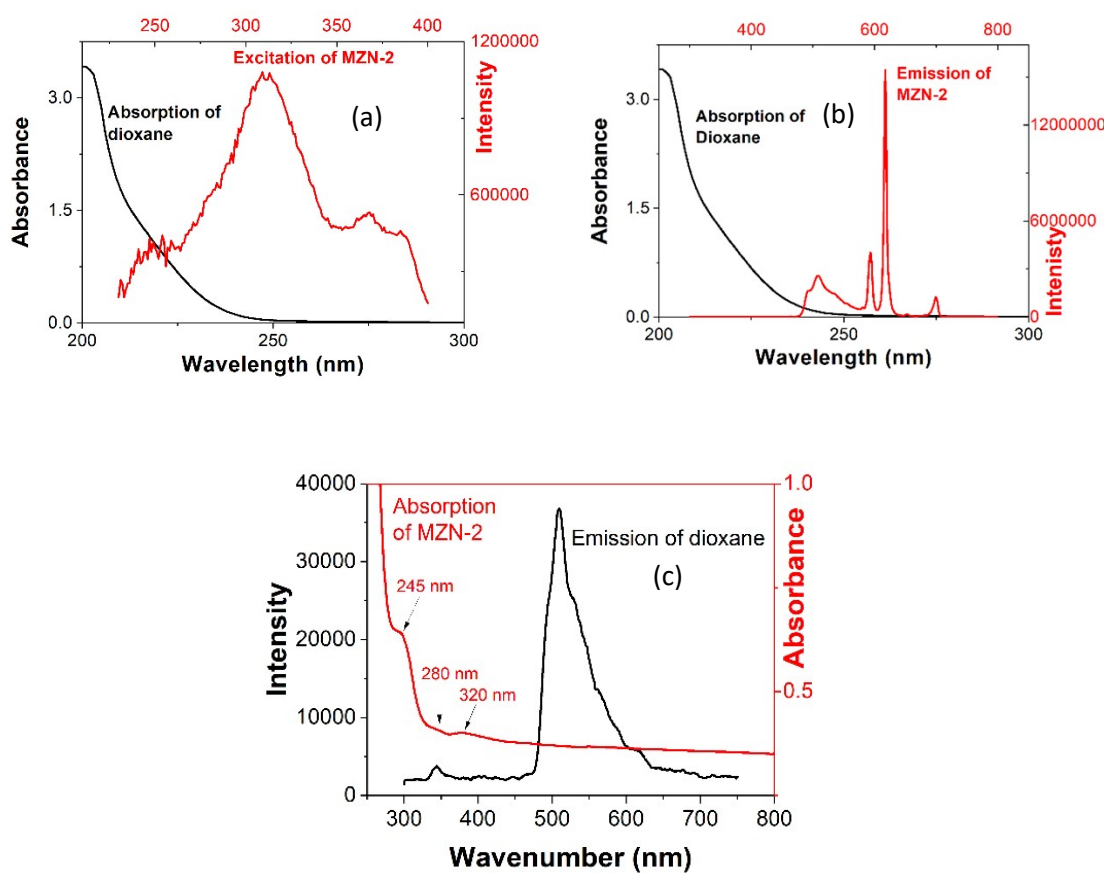 250 300 350 400
1200000
Excitation of MZN-2
Absorption of
dioxane
(a)
Absorbance
3.0
1.5
0.0
Intensity
600000
200 250 300
Wavelength (nm)
400 600 800
Emission of
MZN-2
Absorption of
Dioxane
(b)
Absorbance
3.0
1.5
0.0
12000000
6000000
0
Intenisty
200 250 300
Wavelength (nm)
40000
30000
20000
10000
0
Intensity
Absorption
of MZN-2
245 nm
280 nm
320 nm
Emission of dioxane
(c)
1.0
0.5
Absorbance
300 400 500 600 700 800
Wavenumber (nm)